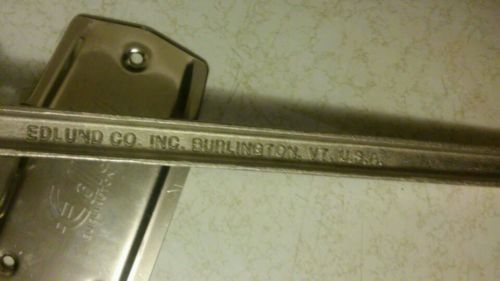 EDLUND CO. INC. BURLINGTON, VT. U.S.A.